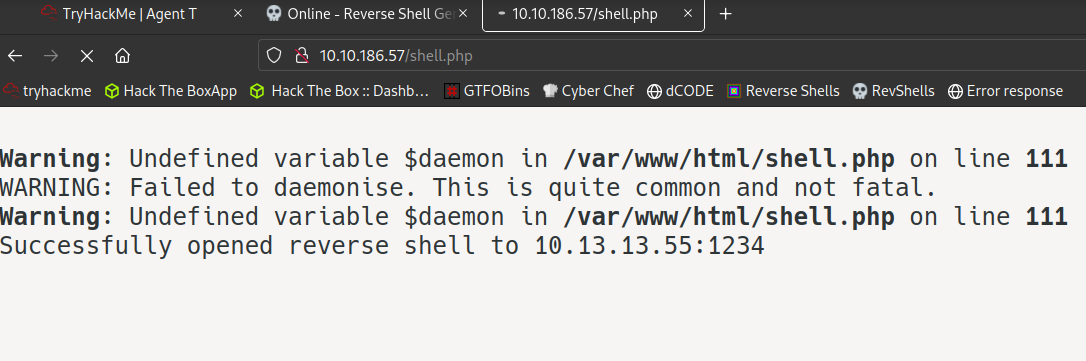 TryHackMe | Agent T
Online - Reverse Shell Ge
10.10.186.57/shell.php
10.10.186.57/shell.php
tryhackme
Hack The BoxApp
Hack The Box :: Dashb...
GTFOBins
Cyber Chef
dCODE
Reverse Shells
RevShells
Error response
Warning: Undefined variable $daemon in /var/www/html/shell.php on line 111
WARNING: Failed to daemonise. This is quite common and not fatal.
Warning: Undefined variable $daemon in /var/www/html/shell.php on line 111
Successfully opened reverse shell to 10.13.13.55:1234